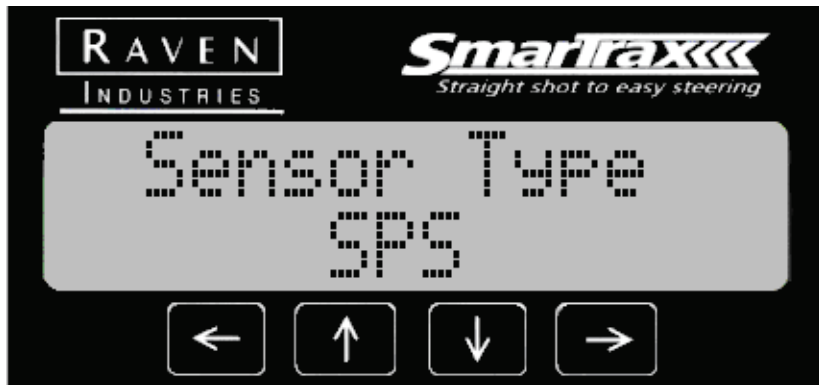 RAVEN
INDUSTRIES
SmarTrax
Straight shot to easy steering
Sensor Type
SPS